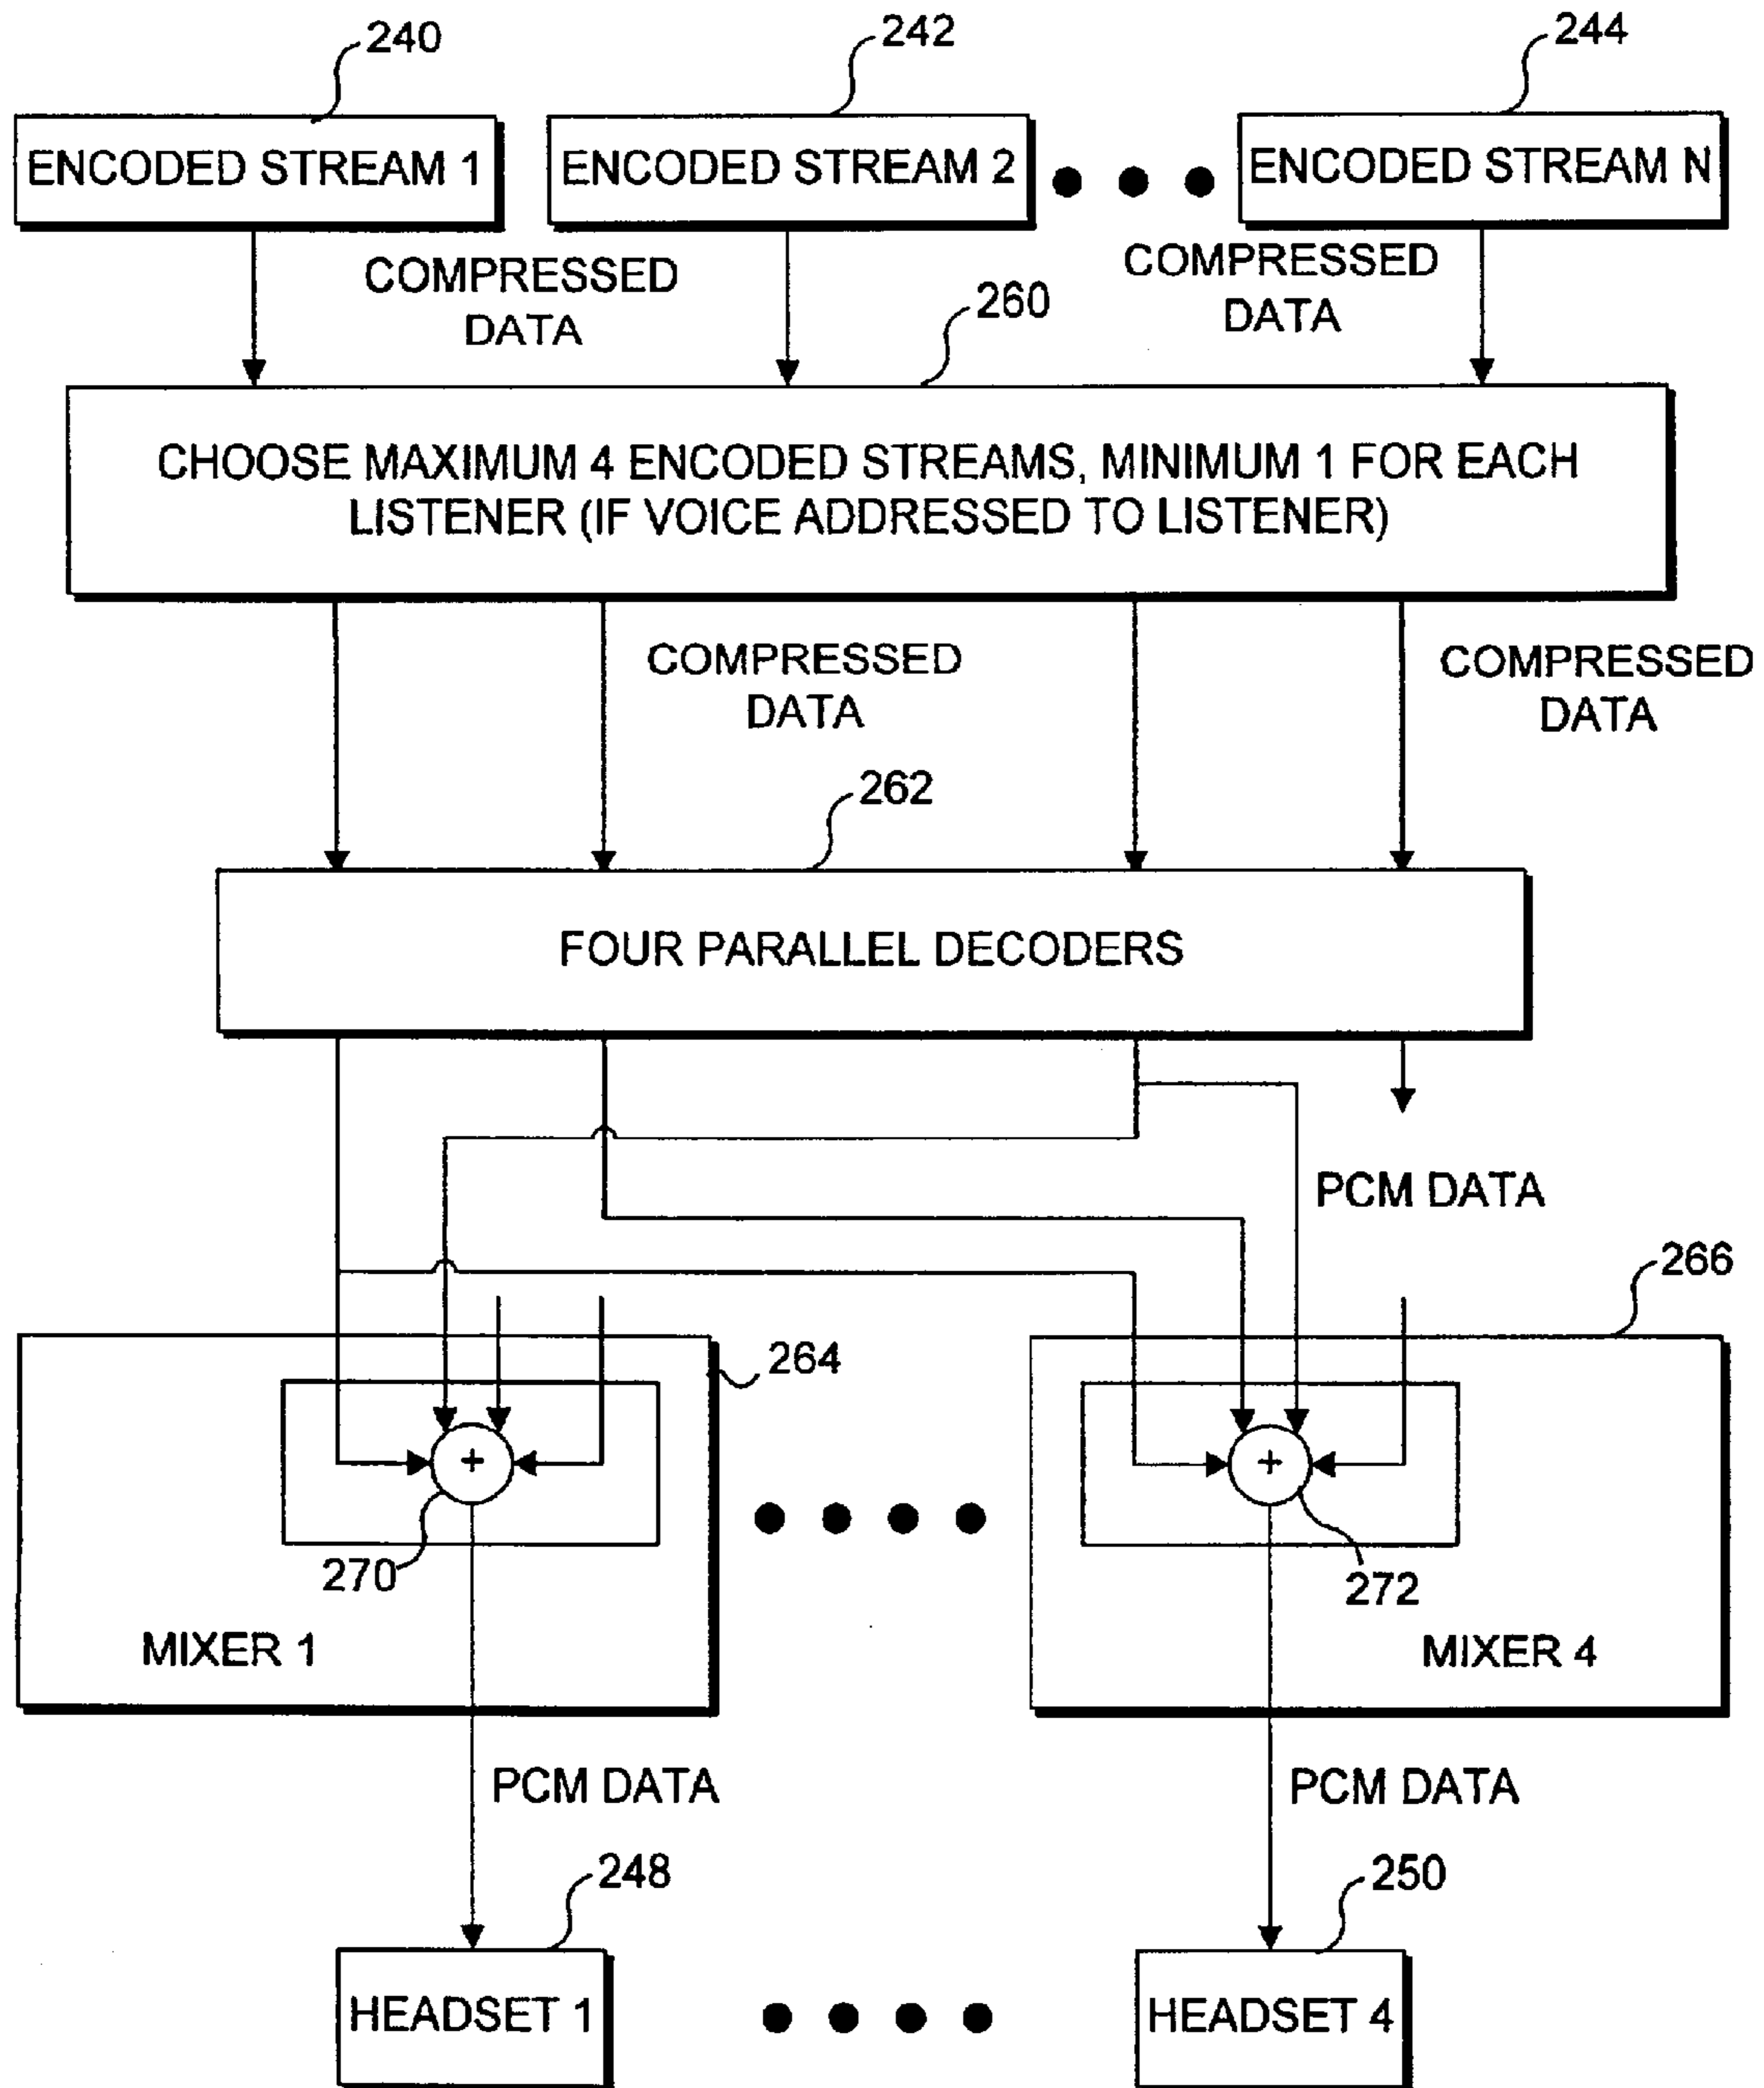 240
242
244
ENCODED STREAM 1
ENCODED STREAM 2
ENCODED STREAM N
COMPRESSED
DATA
COMPRESSED
DATA
260
CHOOSE MAXIMUM 4 ENCODED STREAMS, MINIMUM 1 FOR EACH
LISTENER (IF VOICE ADDRESSED TO LISTENER)
COMPRESSED
DATA
COMPRESSED
DATA
262
FOUR PARALLEL DECODERS
PCM DATA
266
264
+
+
270
272
MIXER 1
MIXER 4
PCM DATA
PCM DATA
248
250
HEADSET 1
HEADSET 4